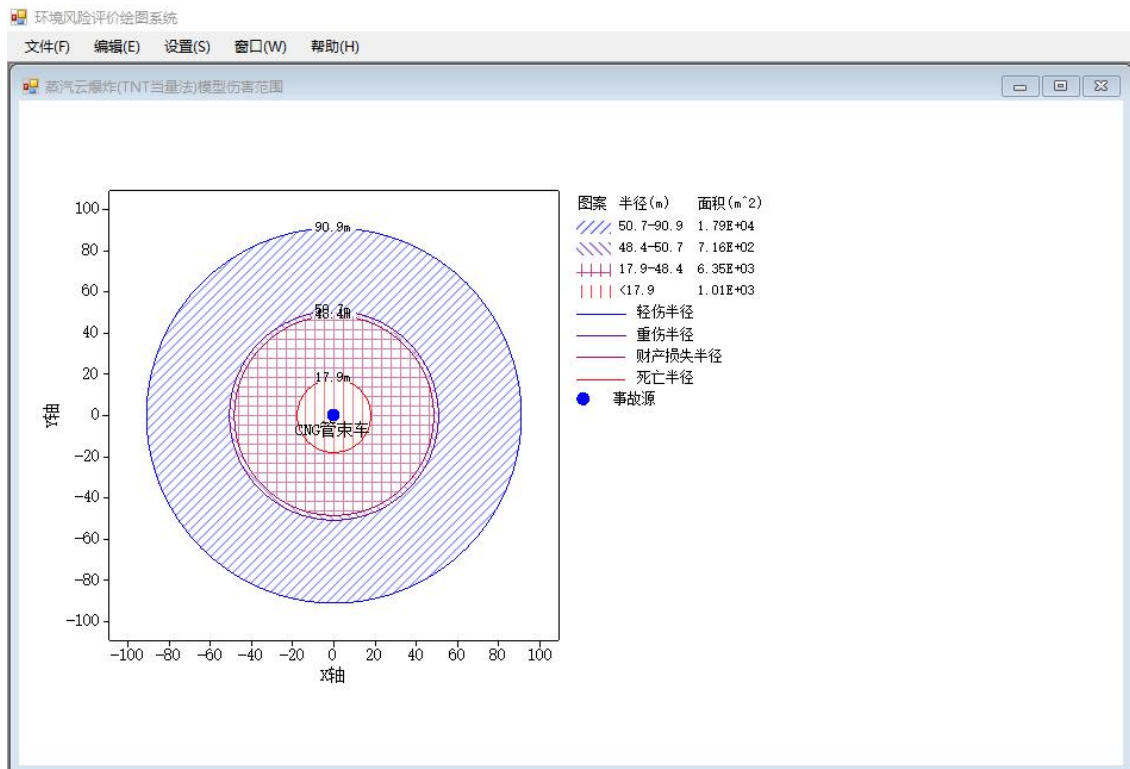 环境风险评价绘图系统
文件(F) 编辑(E) 设置(S) 窗口(W) 帮助(H)
蒸汽云爆炸(TNT当量法)模型伤害范围
图案 半径(m) 面积(m^2)
50.7-90.9 1.79E+04
48.4-50.7 7.16E+02
17.9-48.4 6.35E+03
<17.9 1.01E+03
轻伤半径
重伤半径
财产损失半径
死亡半径
事故源
90.9m
50.7m
48.4m
17.9m
CNG管束车
Y轴
100
80
60
40
20
0
-20
-40
-60
-80
-100
-100 -80 -60 -40 -20 0 20 40 60 80 100
X轴